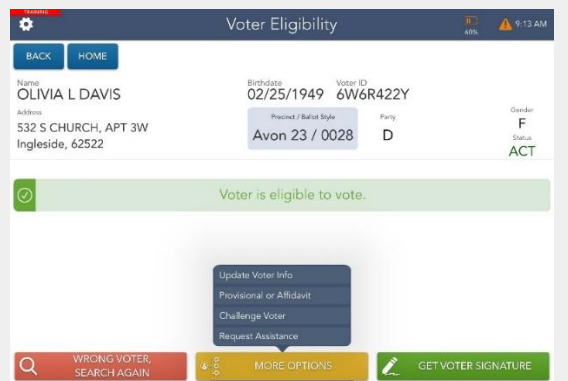 TRAINING
Voter Eligibility
60%
9:13 AM
BACK
HOME
Name
OLIVIA L DAVIS
Birthdate
02/25/1949
Voter ID
6W6R422Y
Address
532 S CHURCH, APT 3W
Ingleside, 62522
Precinct / Ballot Style
Avon 23 / 0028
Party
D
Gender
F
Status
ACT
Voter is eligible to vote.
Update Voter Info
Provisional or Affidavit
Challenge Voter
Request Assistance
WRONG VOTER,
SEARCH AGAIN
MORE OPTIONS
GET VOTER SIGNATURE